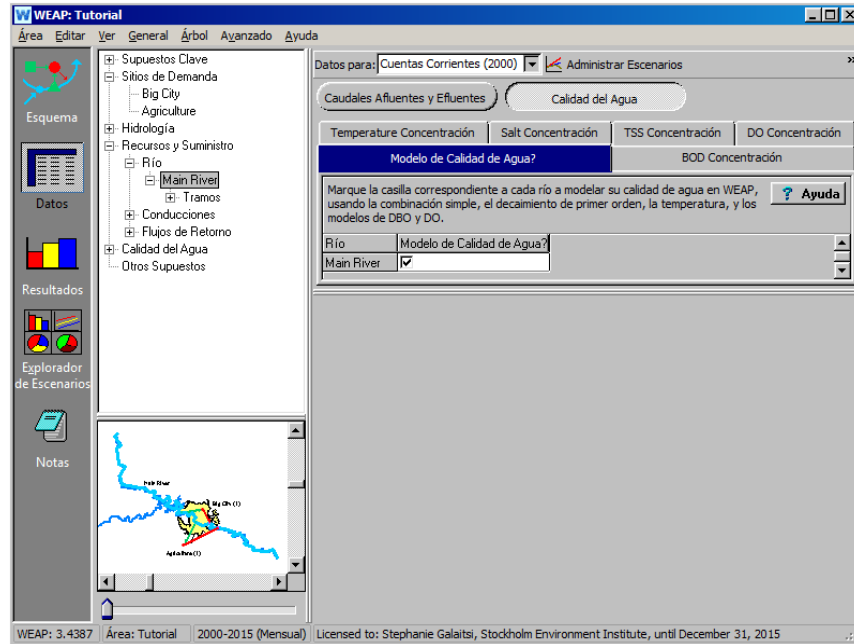 WEAP: Tutorial
Área Editar Ver General Árbol Avanzado Ayuda
Esquema
Datos
Resultados
Explorador
de Escenarios
Notas
Supuestos Clave
Sitios de Demanda
Big City
Agriculture
Hidrología
Recursos y Suministro
Río
Main River
Tramos
Conducciones
Flujos de Retorno
Calidad del Agua
Otros Supuestos
Main River
Big City (1)
Agriculture (1)
Datos para: Cuentas Corrientes (2000) Administrar Escenarios »
Caudales Afluentes y Efluentes Calidad del Agua
Temperature Concentración Salt Concentración TSS Concentración DO Concentración
Modelo de Calidad de Agua? BOD Concentración
Marque la casilla correspondiente a cada río a modelar su calidad de agua en WEAP,
usando la combinación simple, el decaimiento de primer orden, la temperatura, y los
modelos de DBO y DO.
? Ayuda
Río Modelo de Calidad de Agua?
Main River
WEAP: 3.4387 Área: Tutorial 2000-2015 (Mensual) Licensed to: Stephanie Galaitsi, Stockholm Environment Institute, until December 31, 2015